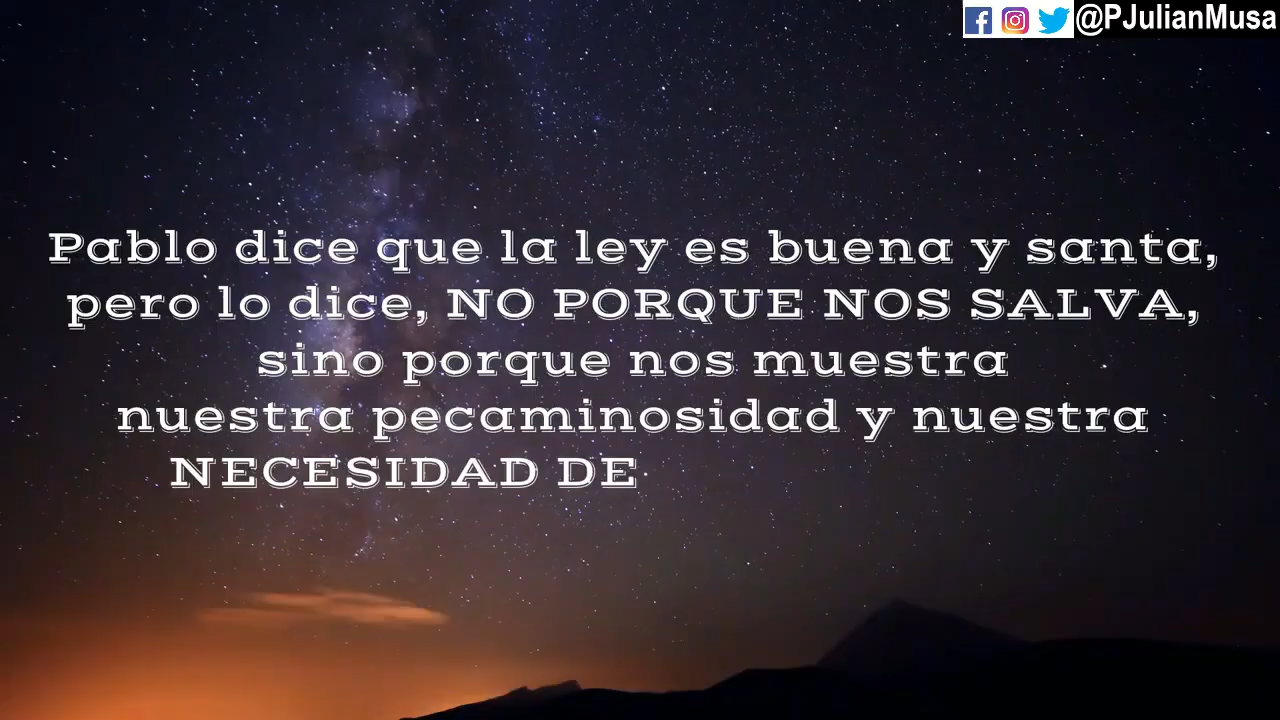 @PJulianMusa
Pablo dice que la ley es buena y santa,
pero lo dice, NO PORQUE NOS SALVA,
sino porque nos muestra
nuestra pecaminosidad y nuestra
NECESIDAD DE